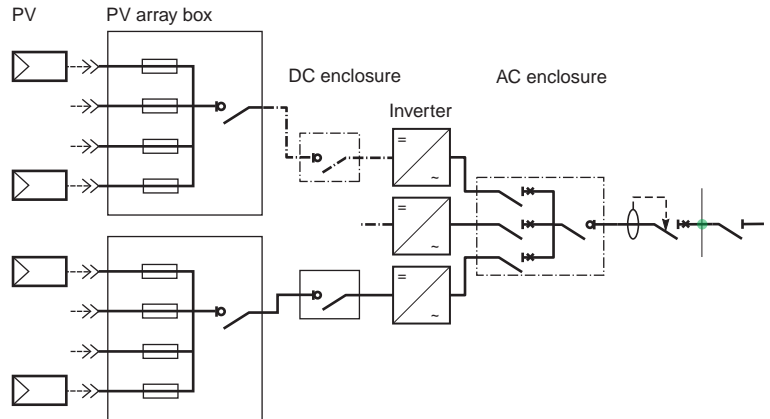 PV
PV array box
DC enclosure
AC enclosure
Inverter
=
~
=
~
=
~